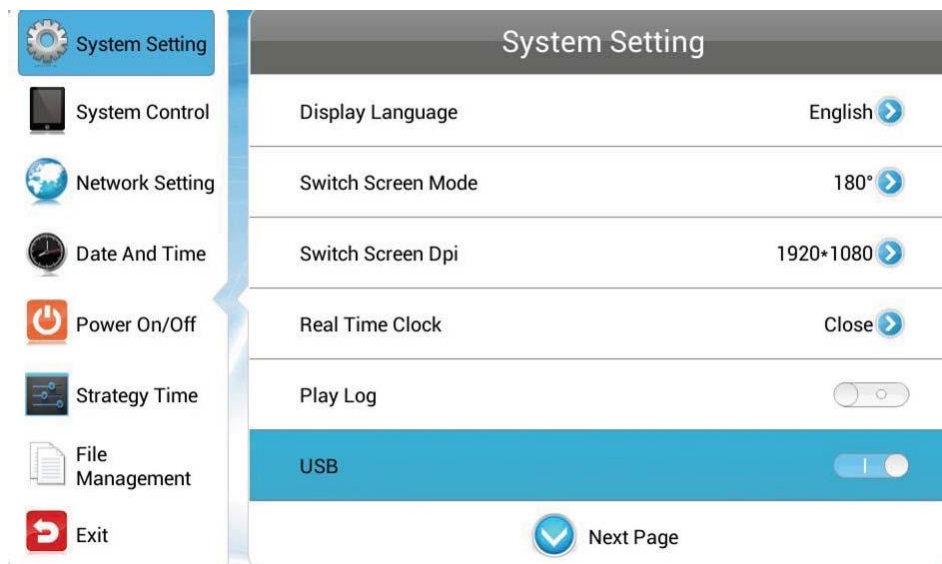 System Setting
System Control
Network Setting
Date And Time
Power On/Off
Strategy Time
File
Management
Exit
System Setting
Display Language English
Switch Screen Mode 180°
Switch Screen Dpi 1920*1080
Real Time Clock Close
Play Log
USB
Next Page